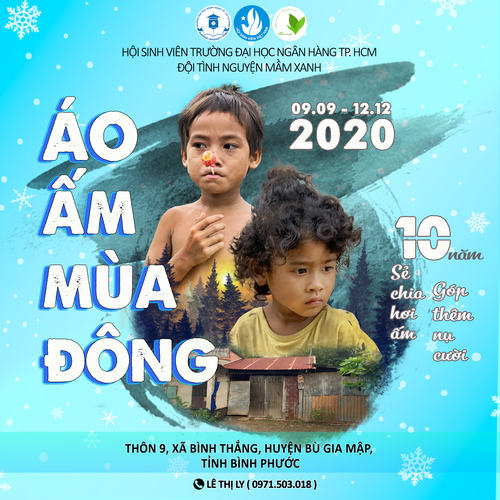 HỘI SINH VIÊN TRƯỜNG ĐẠI HỌC NGÂN HÀNG TP. HCM
ĐỘI TÌNH NGUYỆN MẦM XANH
09.09 - 12.12
2020
ÁO
ẤM
MÙA
ĐÔNG
10 năm
Sẻ
chia
hơi
ấm
Góp
thêm
nụ
cười
THÔN 9, XÃ BÌNH THẮNG, HUYỆN BÙ GIA MẬP,
TỈNH BÌNH PHƯỚC
LÊ THỊ LY ( 0971.503.018 )